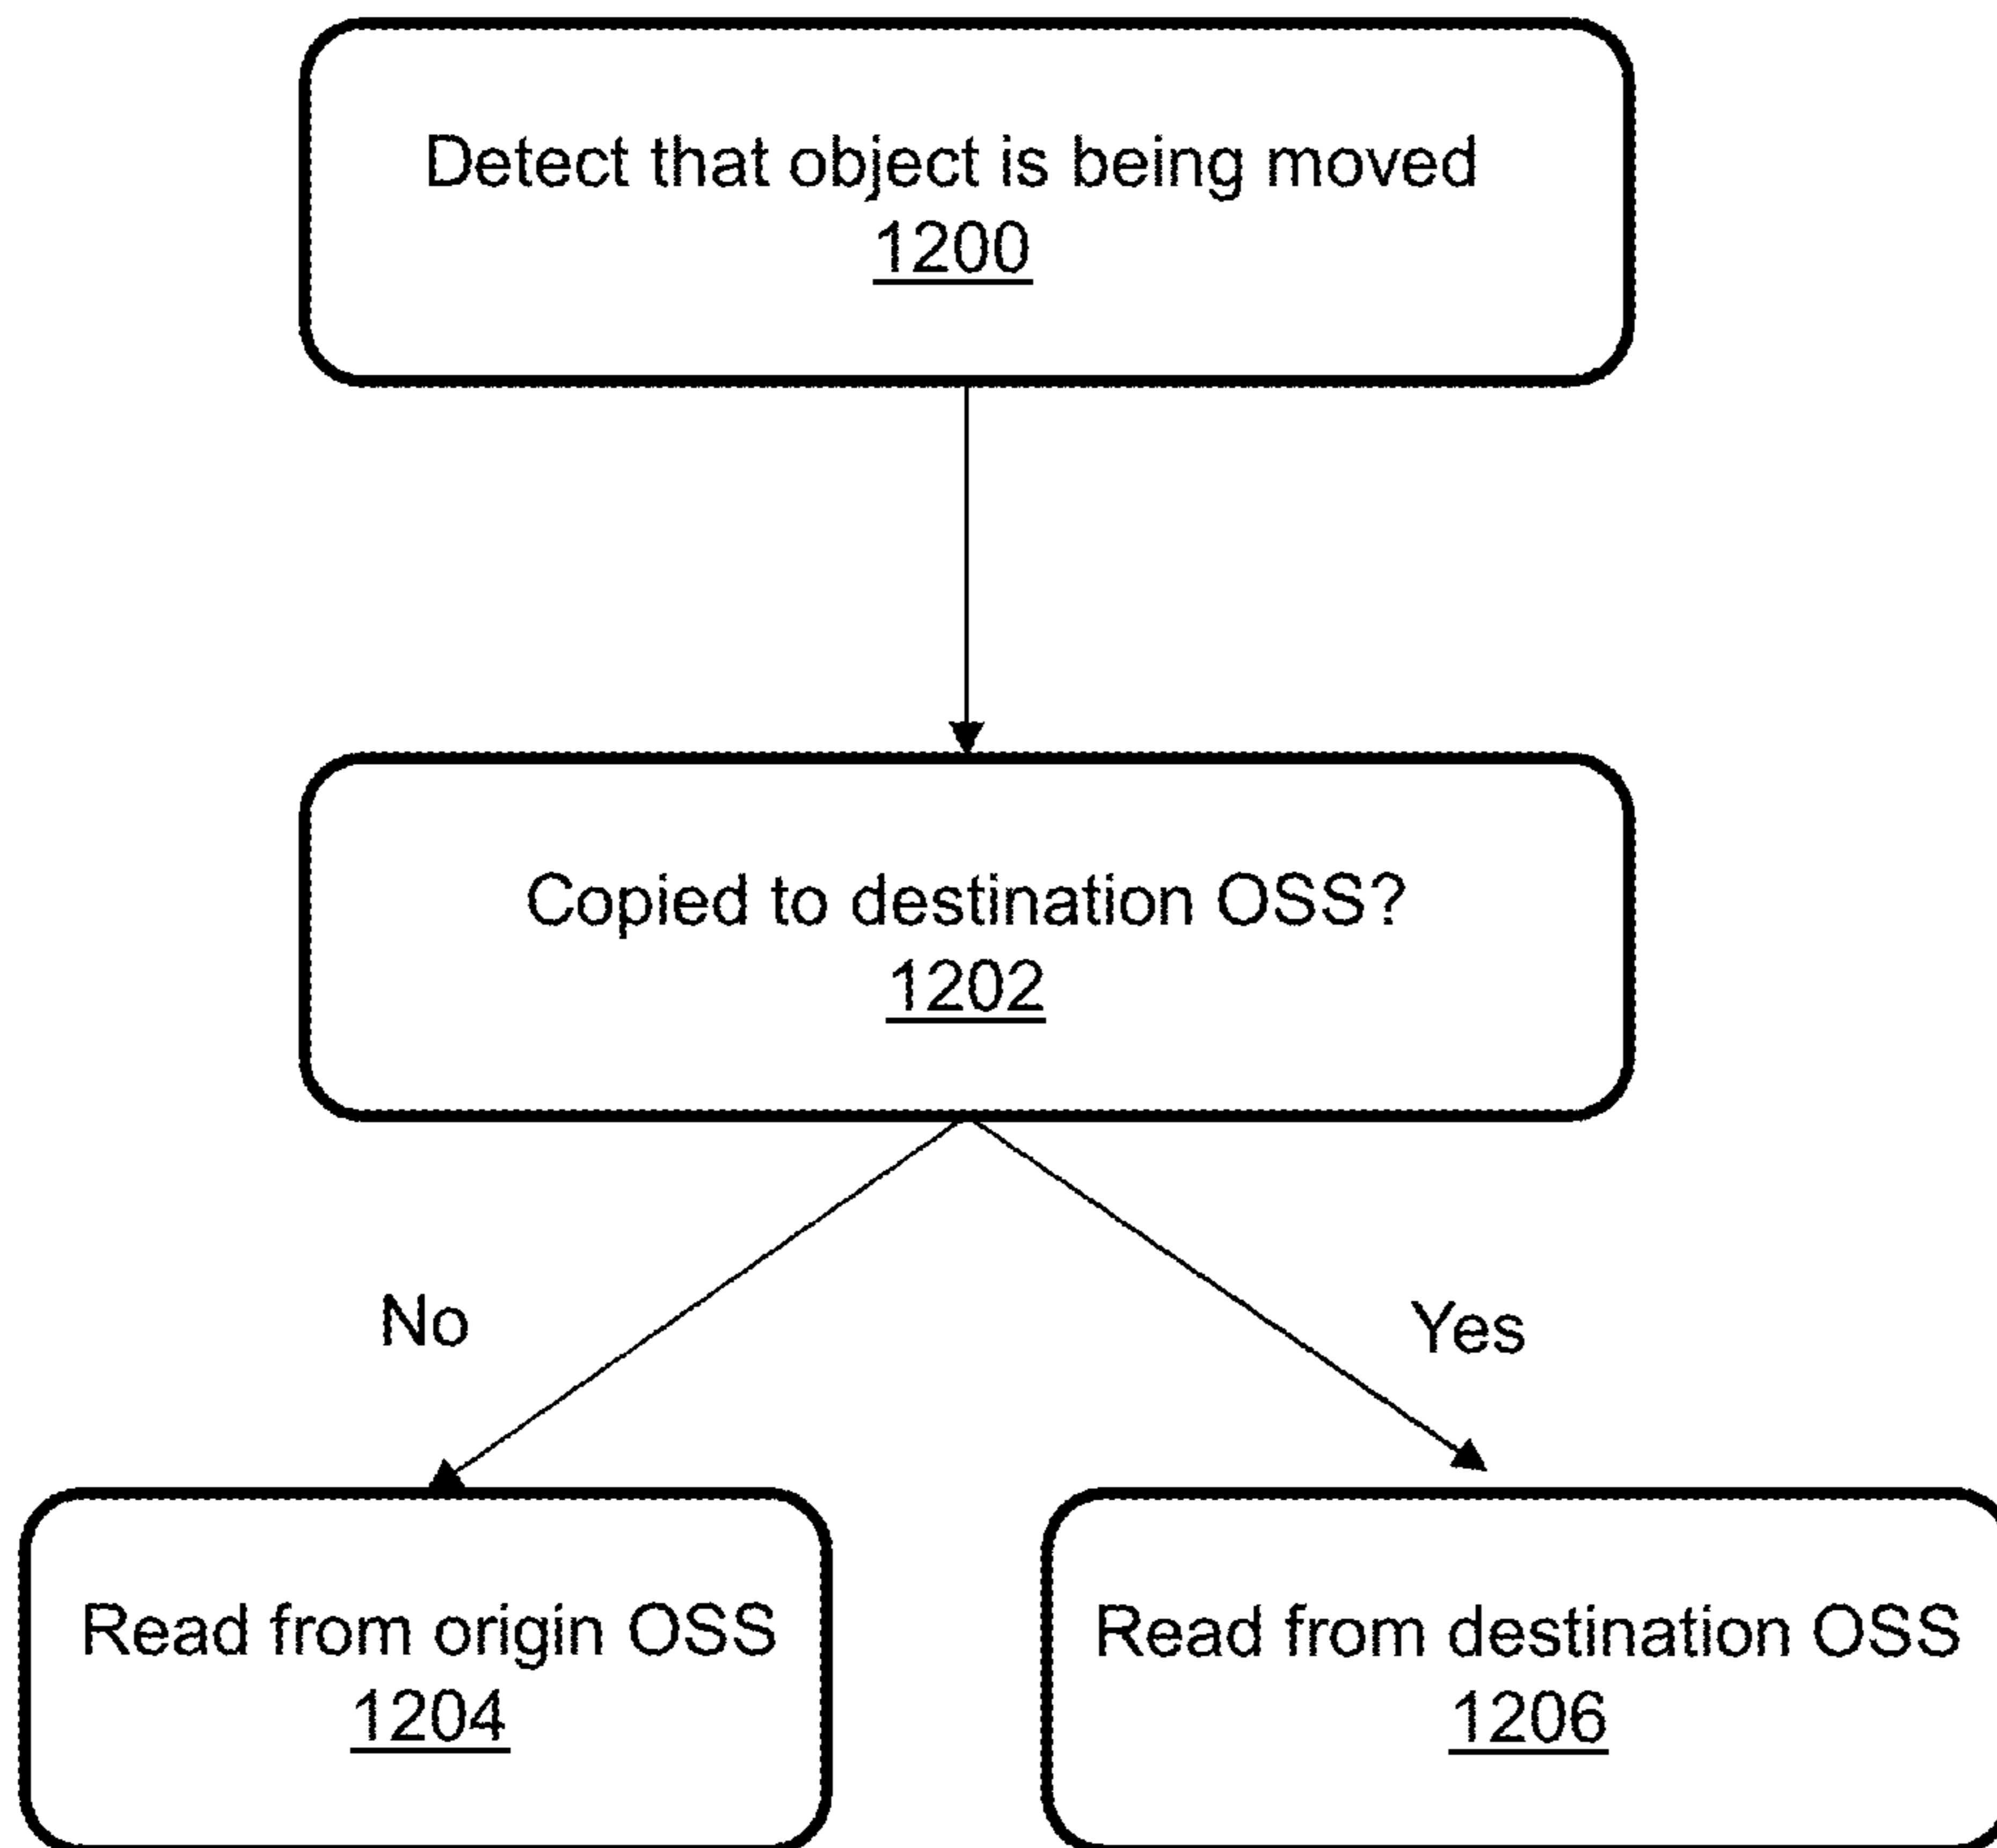 Detect that object is being moved
1200
Copied to destination OSS?
1202
No
Yes
Read from origin OSS
1204
Read from destination OSS
1206